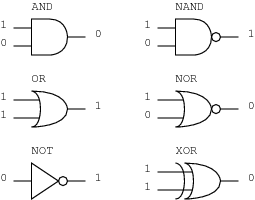 AND NAND
1 1
0 0 0 1
OR NOR
1 1
1 1 0 0
NOT XOR
1
0 1 1 0